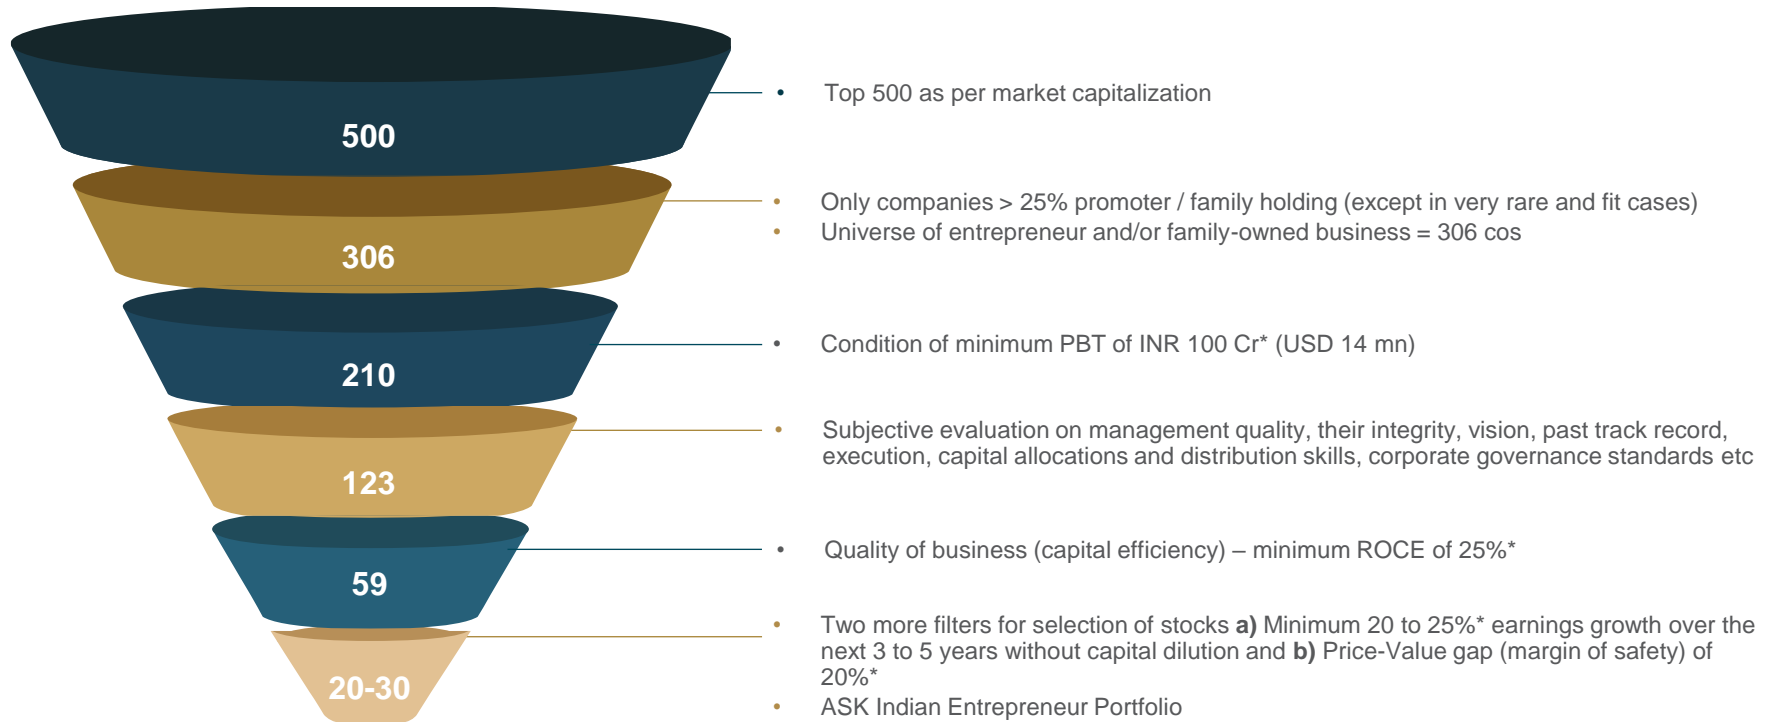 500
• Top 500 as per market capitalization
306
• Only companies > 25% promoter / family holding (except in very rare and fit cases)
• Universe of entrepreneur and/or family-owned business = 306 cos
210
• Condition of minimum PBT of INR 100 Cr* (USD 14 mn)
123
• Subjective evaluation on management quality, their integrity, vision, past track record,
execution, capital allocations and distribution skills, corporate governance standards etc
59
• Quality of business (capital efficiency) – minimum ROCE of 25%*
20-30
• Two more filters for selection of stocks a) Minimum 20 to 25%* earnings growth over the
next 3 to 5 years without capital dilution and b) Price-Value gap (margin of safety) of
20%*
• ASK Indian Entrepreneur Portfolio